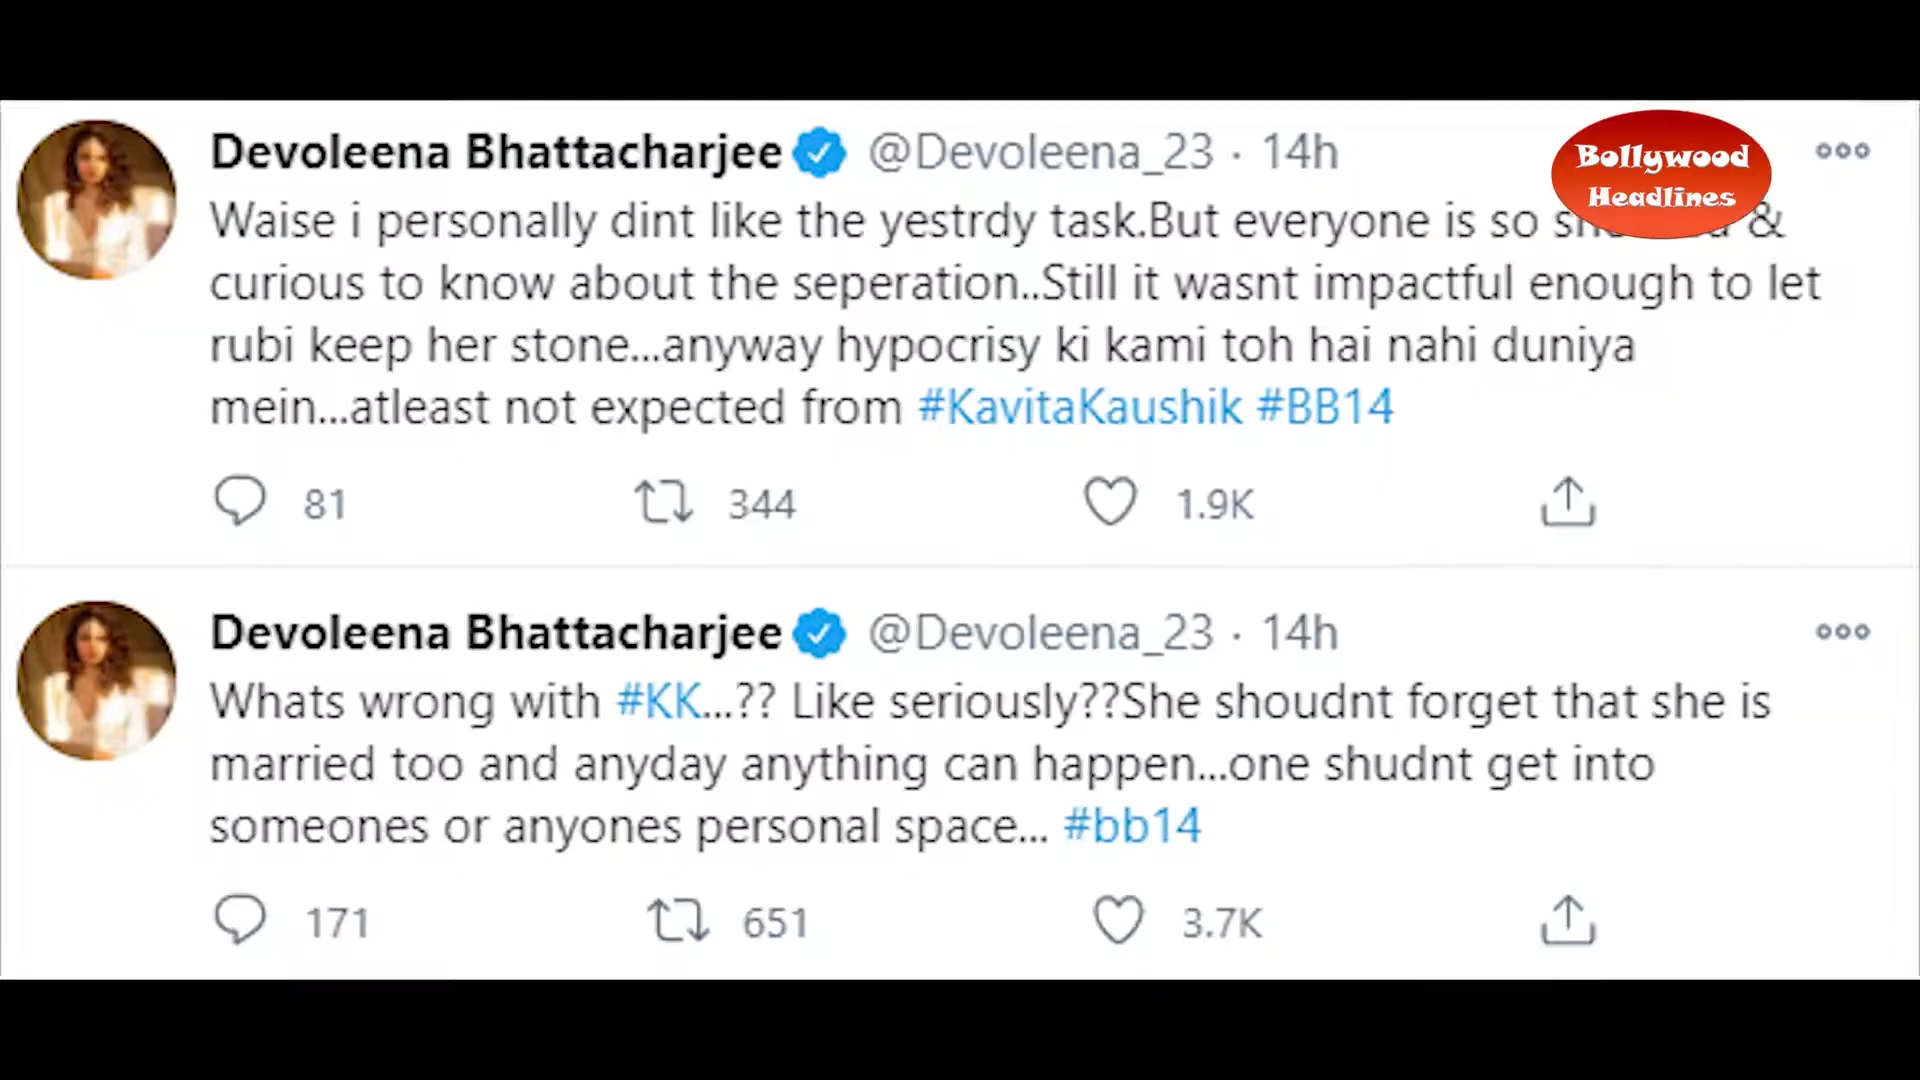 Devoleena Bhattacharjee @Devoleena_23 · 14h
Bollywood
Headlines
Waise i personally dint like the yestrdy task.But everyone is so &
curious to know about the seperation..Still it wasnt impactful enough to let
rubi keep her stone...anyway hypocrisy ki kami toh hai nahi duniya
mein...atleast not expected from #KavitaKaushik #BB14
81 344 1.9K
Devoleena Bhattacharjee @Devoleena_23 · 14h
Whats wrong with #KK...?? Like seriously??She shoudnt forget that she is
married too and anyday anything can happen...one shudnt get into
someones or anyones personal space... #bb14
171 651 3.7K